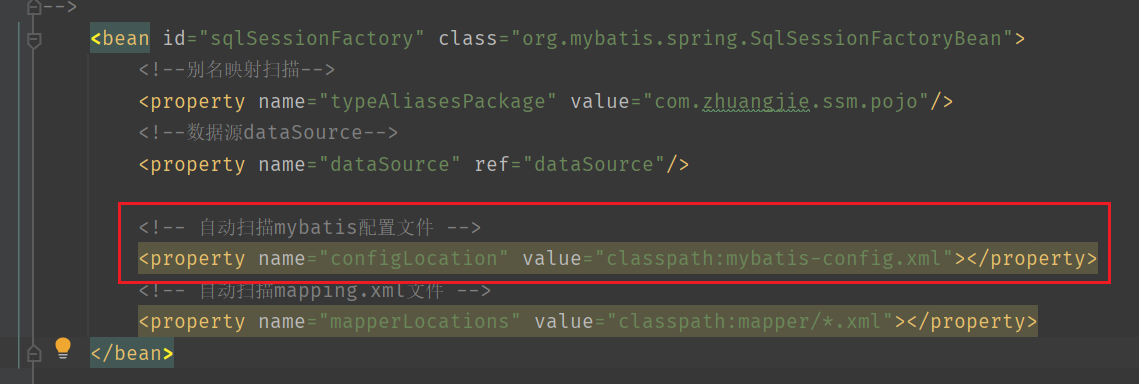 -->
<bean id="sqlSessionFactory" class="org.mybatis.spring.SqlSessionFactoryBean">
<!--别名映射扫描-->
<property name="typeAliasesPackage" value="com.zhuangjie.ssm.pojo"/>
<!--数据源dataSource-->
<property name="dataSource" ref="dataSource"/>
<!-- 自动扫描mybatis配置文件 -->
<property name="configLocation" value="classpath:mybatis-config.xml"></property>
<!-- 自动扫描mapping.xml文件 -->
<property name="mapperLocations" value="classpath:mapper/*.xml"></property>
</bean>